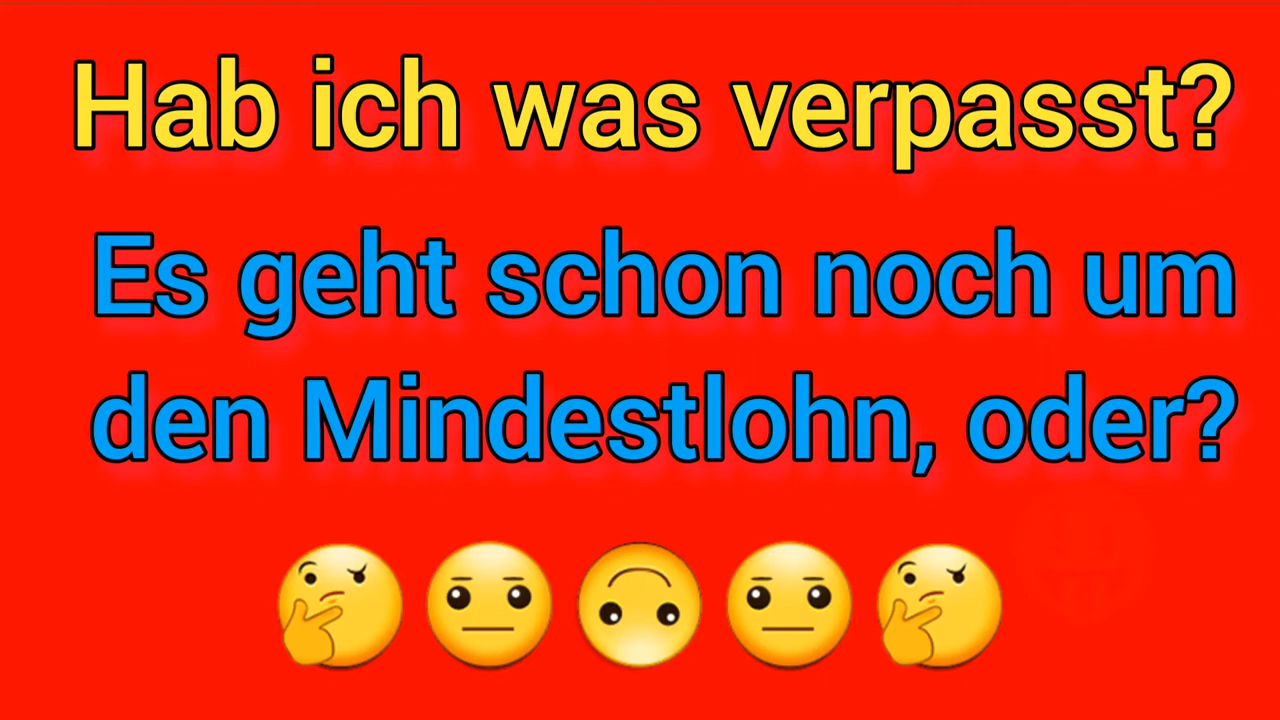 Hab ich was verpasst?
Es geht schon noch um
den Mindestlohn, oder?